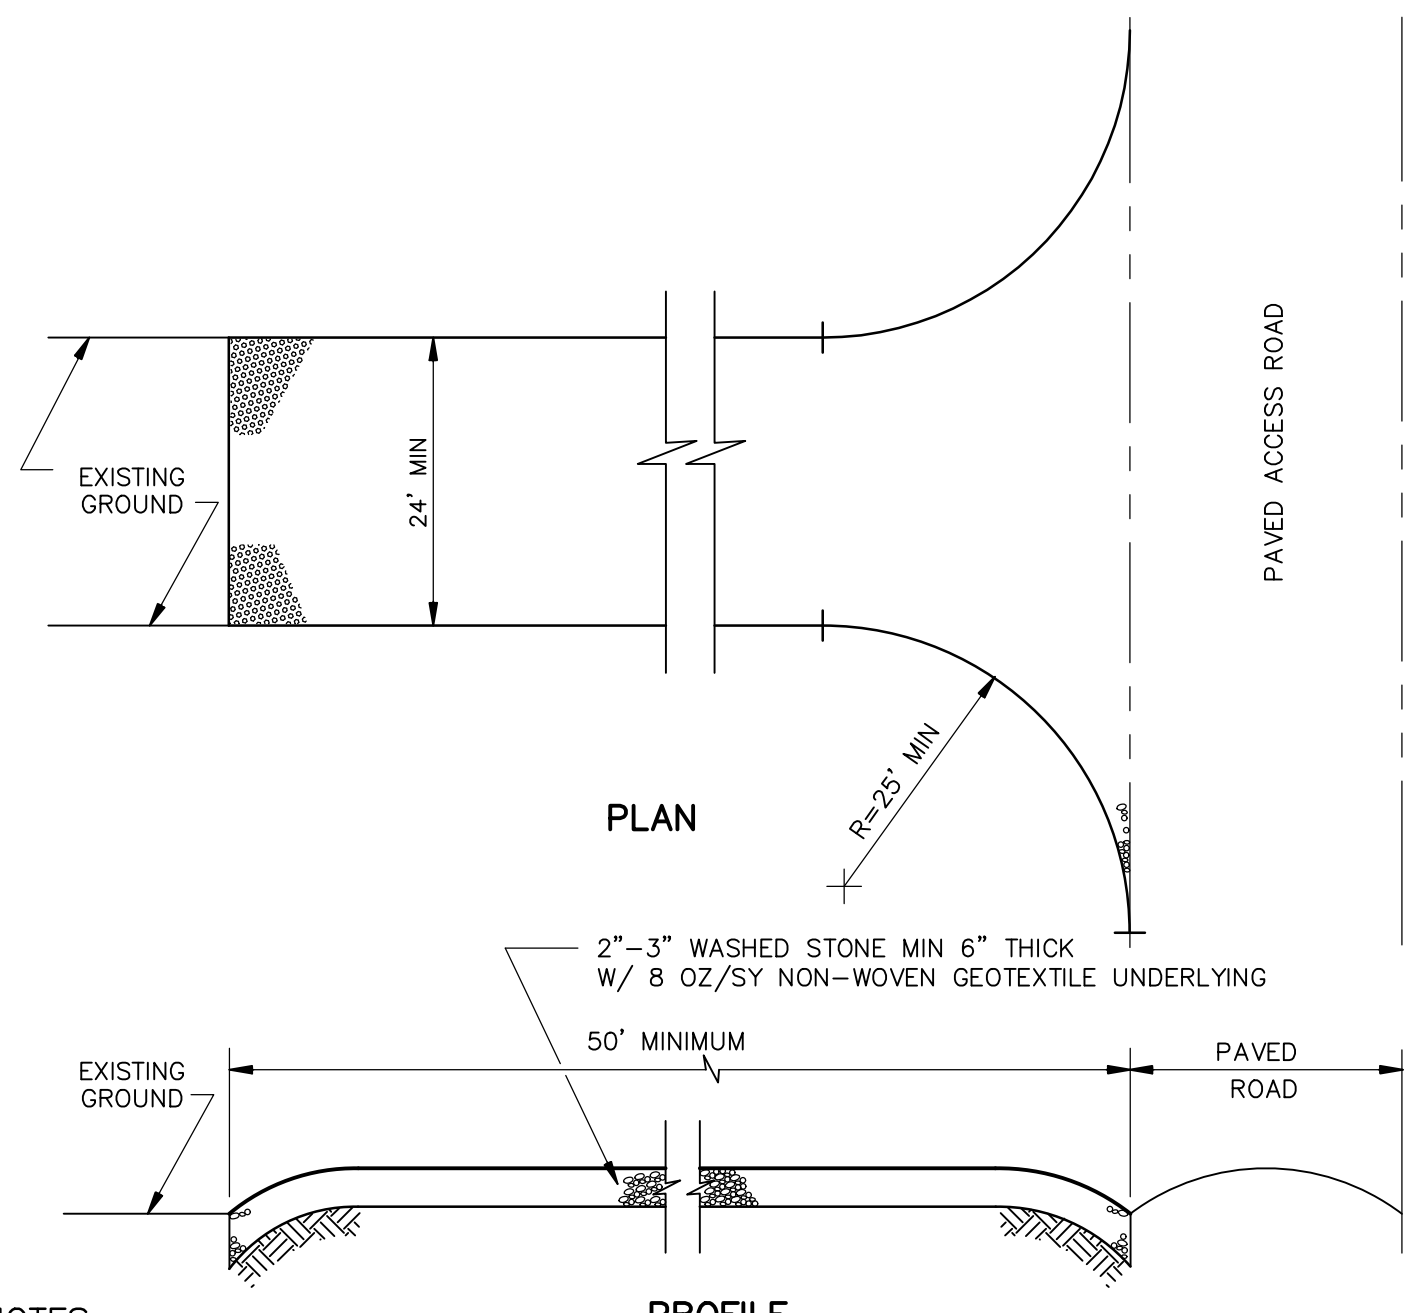 EXISTING
GROUND
24' MIN
PAVED ACCESS ROAD
R=25' MIN
PLAN
2"-3" WASHED STONE MIN 6" THICK
W/ 8 OZ/SY NON-WOVEN GEOTEXTILE UNDERLYING
50' MINIMUM
PAVED
ROAD
EXISTING
GROUND
PROFILE